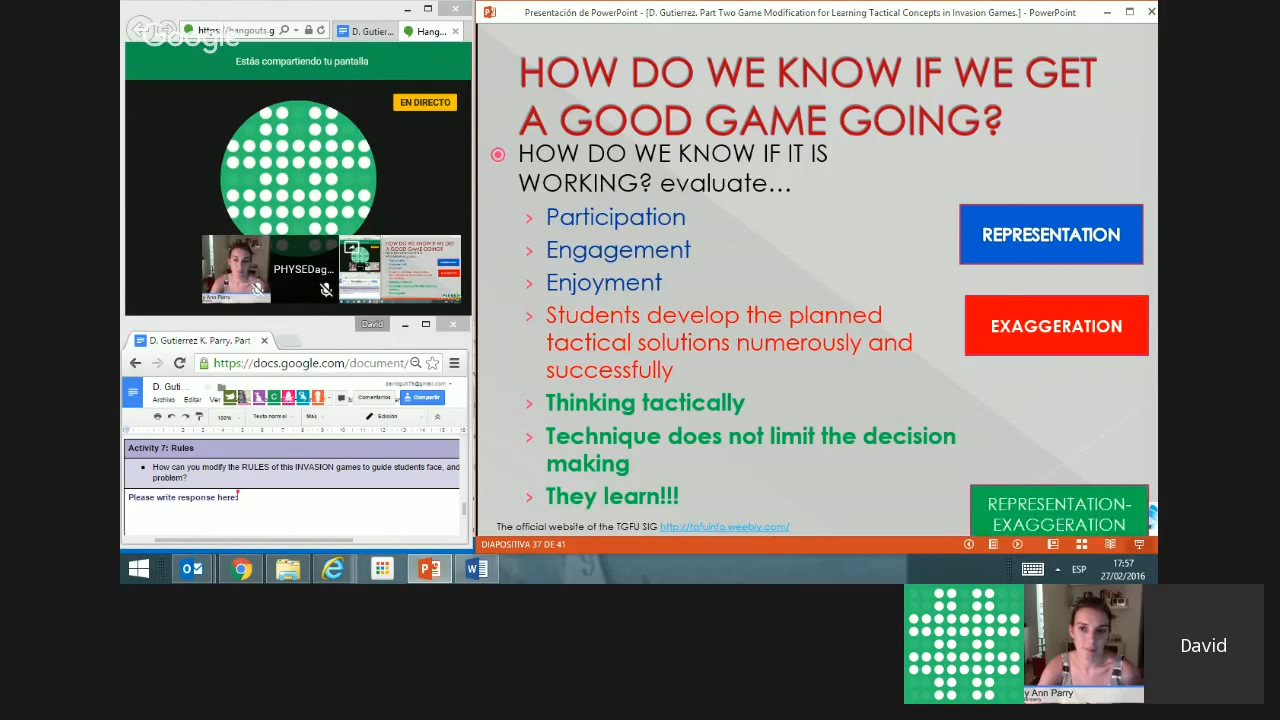 Google
https://hangouts.g
D. Gutier...
Hang...
Estás compartiendo tu pantalla
EN DIRECTO
y Ann Parry
PHYSEDag...
David
D. Gutierrez K. Parry. Part
https://docs.google.com/document/
D. Guti
davidguti78@gmail.com
Archivo Editar Ver
Comentarios
Compartir
100% Texto normal Más Edición
Activity 7: Rules
How can you modify the RULES of this INVASION games to guide students face, and
problem?
Please write response here:
Presentación de PowerPoint - [D. Gutierrez. Part Two Game Modification for Learning Tactical Concepts in Invasion Games.] - PowerPoint
HOW DO WE KNOW IF WE GET
A GOOD GAME GOING?
HOW DO WE KNOW IF IT IS
WORKING? evaluate...
Participation
Engagement
Enjoyment
Students develop the planned
tactical solutions numerously and
successfully
Thinking tactically
Technique does not limit the decision
making
They learn!!!
REPRESENTATION
EXAGGERATION
REPRESENTATION-
EXAGGERATION
The official website of the TGFU SIG http://tgfuinfo.weebly.com/
DIAPOSITIVA 37 DE 41
ESP
17:57
27/02/2016
y Ann Parry
David